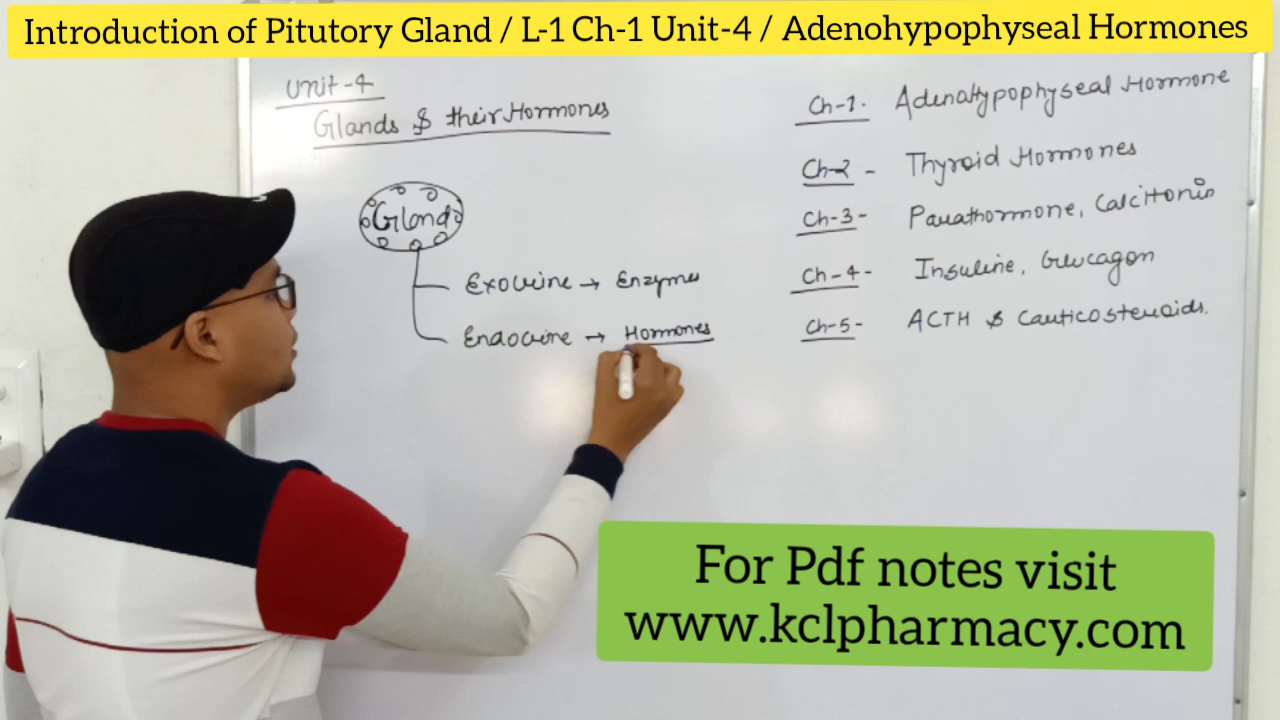 Introduction of Pitutory Gland / L-1 Ch-1 Unit-4 / Adenohypophyseal Hormones
Unit-4
Glands & their Hormones
Gland
Exocrine → Enzymes
Endocrine → Hormones
Ch-1. Adenohypophyseal Hormone
Ch-2 - Thyroid Hormones
Ch-3- Parathormone, Calcitonin
Ch-4- Insuline, Glucagon
Ch-5- ACTH & Corticosteroids.
For Pdf notes visit
www.kclpharmacy.com